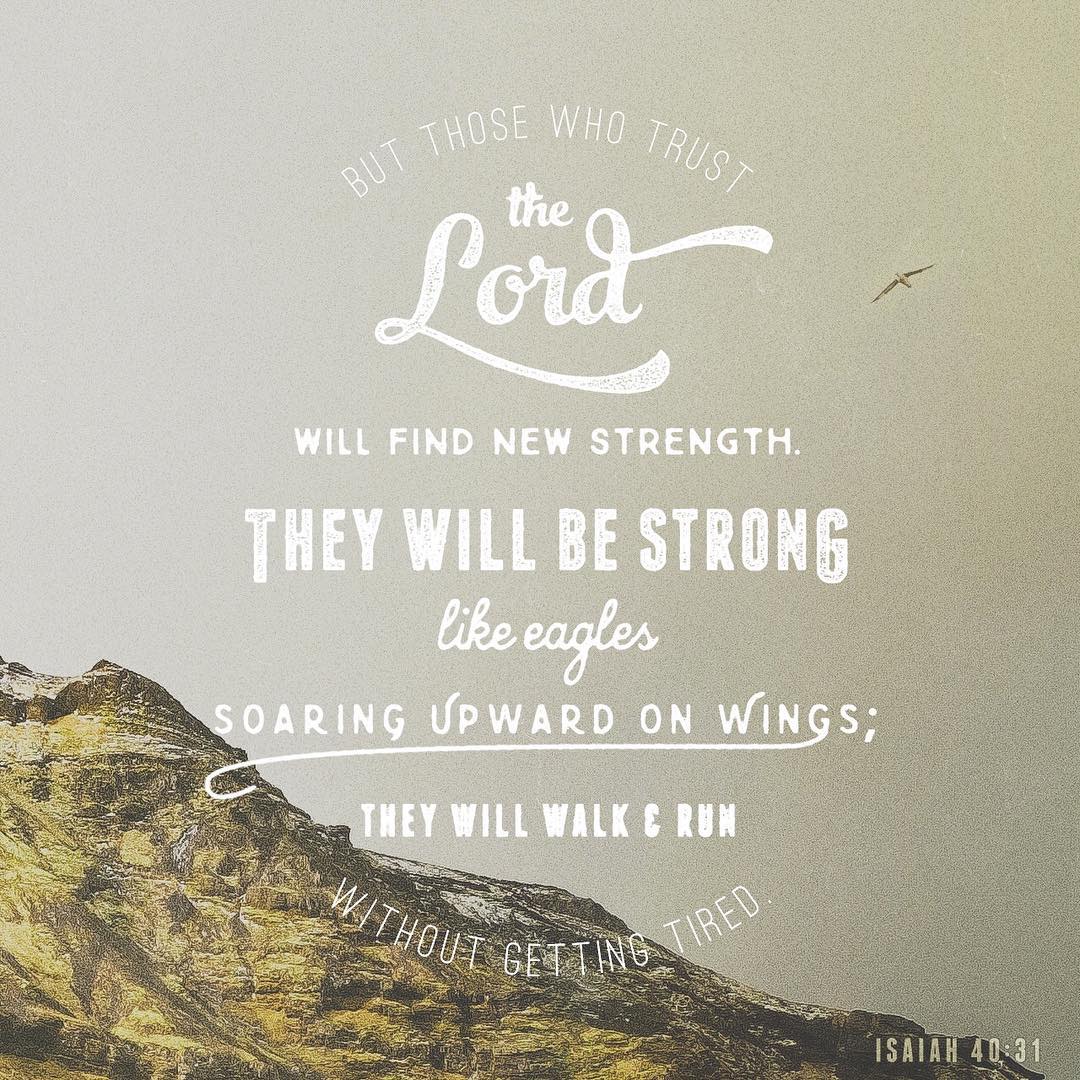 BUT THOSE WHO TRUST
the
Lord
WILL FIND NEW STRENGTH.
THEY WILL BE STRONG
like eagles
SOARING UPWARD ON WINGS;
THEY WILL WALK & RUN
WITHOUT GETTING TIRED.
ISAIAH 40:31